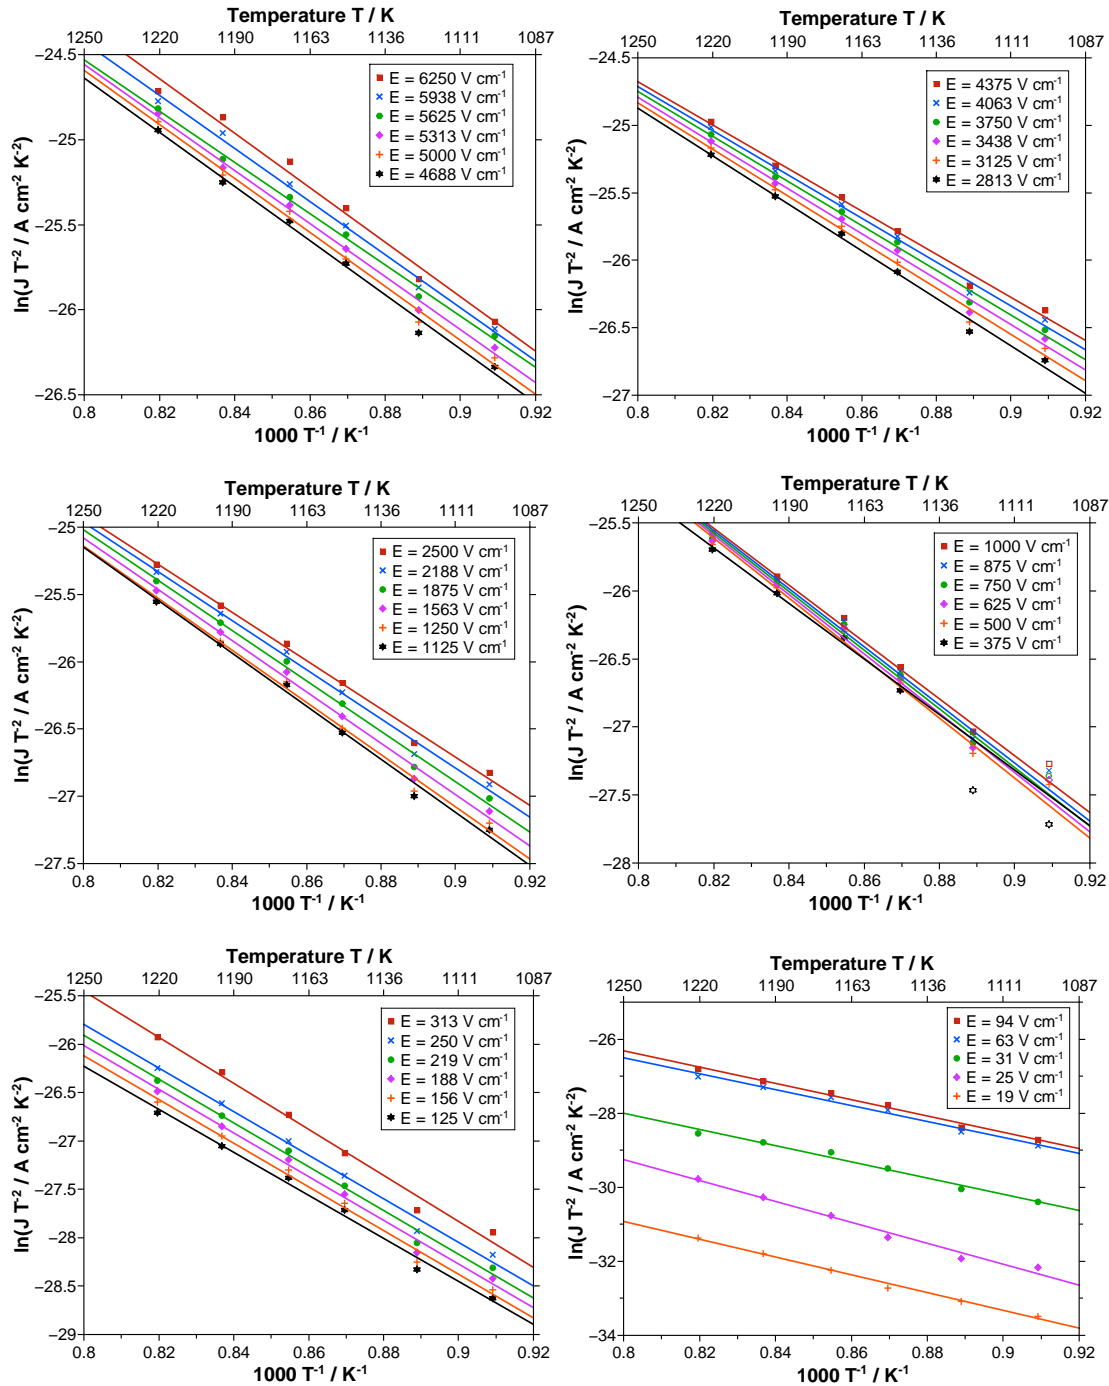 Temperature T / K
1250 1220 1190 1163 1136 1111 1087
ln(J T⁻² / A cm⁻² K⁻²)
−24.5
−25
−25.5
−26
−26.5
E = 6250 V cm⁻¹
E = 5938 V cm⁻¹
E = 5625 V cm⁻¹
E = 5313 V cm⁻¹
E = 5000 V cm⁻¹
E = 4688 V cm⁻¹
0.8 0.82 0.84 0.86 0.88 0.9 0.92
1000 T⁻¹ / K⁻¹
Temperature T / K
1250 1220 1190 1163 1136 1111 1087
ln(J T⁻² / A cm⁻² K⁻²)
−24.5
−25
−25.5
−26
−26.5
−27
E = 4375 V cm⁻¹
E = 4063 V cm⁻¹
E = 3750 V cm⁻¹
E = 3438 V cm⁻¹
E = 3125 V cm⁻¹
E = 2813 V cm⁻¹
0.8 0.82 0.84 0.86 0.88 0.9 0.92
1000 T⁻¹ / K⁻¹
Temperature T / K
1250 1220 1190 1163 1136 1111 1087
ln(J T⁻² / A cm⁻² K⁻²)
−25
−25.5
−26
−26.5
−27
−27.5
E = 2500 V cm⁻¹
E = 2188 V cm⁻¹
E = 1875 V cm⁻¹
E = 1563 V cm⁻¹
E = 1250 V cm⁻¹
E = 1125 V cm⁻¹
0.8 0.82 0.84 0.86 0.88 0.9 0.92
1000 T⁻¹ / K⁻¹
Temperature T / K
1250 1220 1190 1163 1136 1111 1087
ln(J T⁻² / A cm⁻² K⁻²)
−25.5
−26
−26.5
−27
−27.5
−28
E = 1000 V cm⁻¹
E = 875 V cm⁻¹
E = 750 V cm⁻¹
E = 625 V cm⁻¹
E = 500 V cm⁻¹
E = 375 V cm⁻¹
0.8 0.82 0.84 0.86 0.88 0.9 0.92
1000 T⁻¹ / K⁻¹
Temperature T / K
1250 1220 1190 1163 1136 1111 1087
ln(J T⁻² / A cm⁻² K⁻²)
−25.5
−26
−26.5
−27
−27.5
−28
−28.5
−29
E = 313 V cm⁻¹
E = 250 V cm⁻¹
E = 219 V cm⁻¹
E = 188 V cm⁻¹
E = 156 V cm⁻¹
E = 125 V cm⁻¹
0.8 0.82 0.84 0.86 0.88 0.9 0.92
1000 T⁻¹ / K⁻¹
Temperature T / K
1250 1220 1190 1163 1136 1111 1087
ln(J T⁻² / A cm⁻² K⁻²)
−26
−28
−30
−32
−34
E = 94 V cm⁻¹
E = 63 V cm⁻¹
E = 31 V cm⁻¹
E = 25 V cm⁻¹
E = 19 V cm⁻¹
0.8 0.82 0.84 0.86 0.88 0.9 0.92
1000 T⁻¹ / K⁻¹